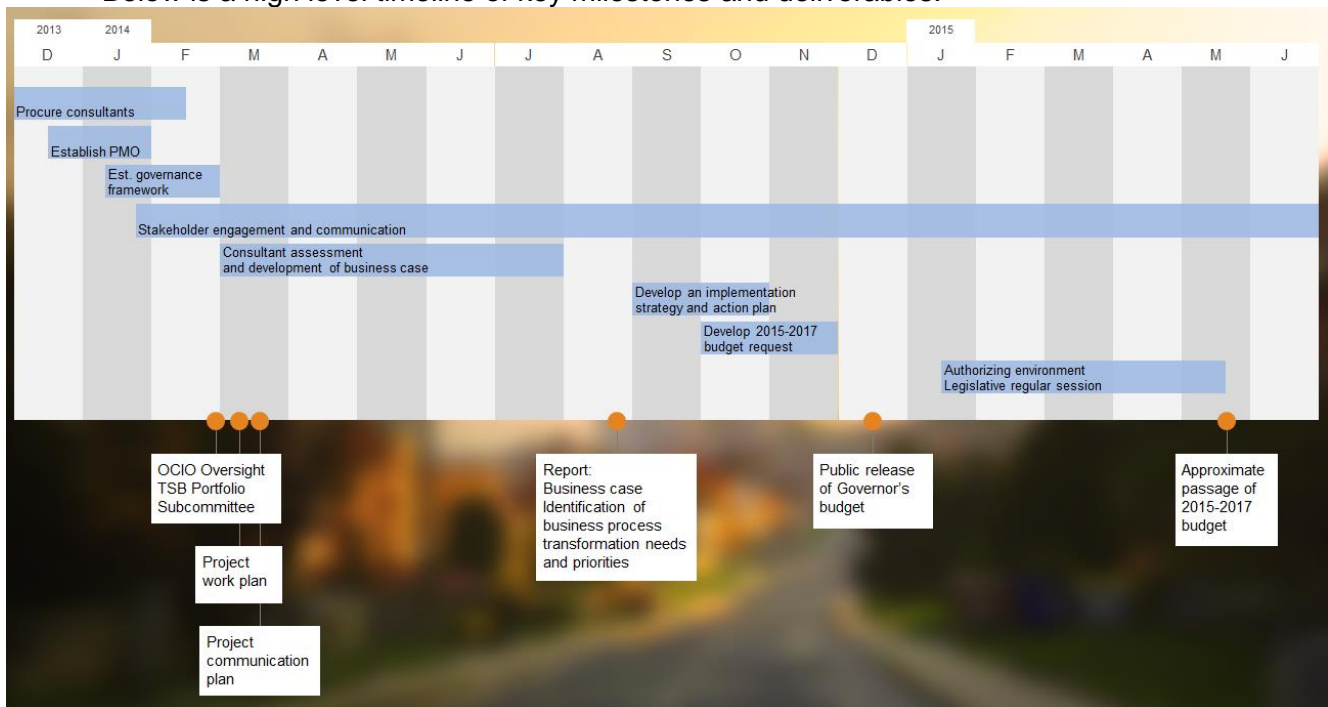 Below is a high level timeline of key milestones and deliverables.
2013 2014 2015
D J F M A M J J A S O N D J F M A M J
Procure consultants
Establish PMO
Est. governance
framework
Stakeholder engagement and communication
Consultant assessment
and development of business case
Develop an implementation
strategy and action plan
Develop 2015-2017
budget request
Authorizing environment
Legislative regular session
OCIO Oversight
TSB Portfolio
Subcommittee
Project
work plan
Project
communication
plan
Report:
Business case
Identification of
business process
transformation needs
and priorities
Public release
of Governor's
budget
Approximate
passage of
2015-2017
budget